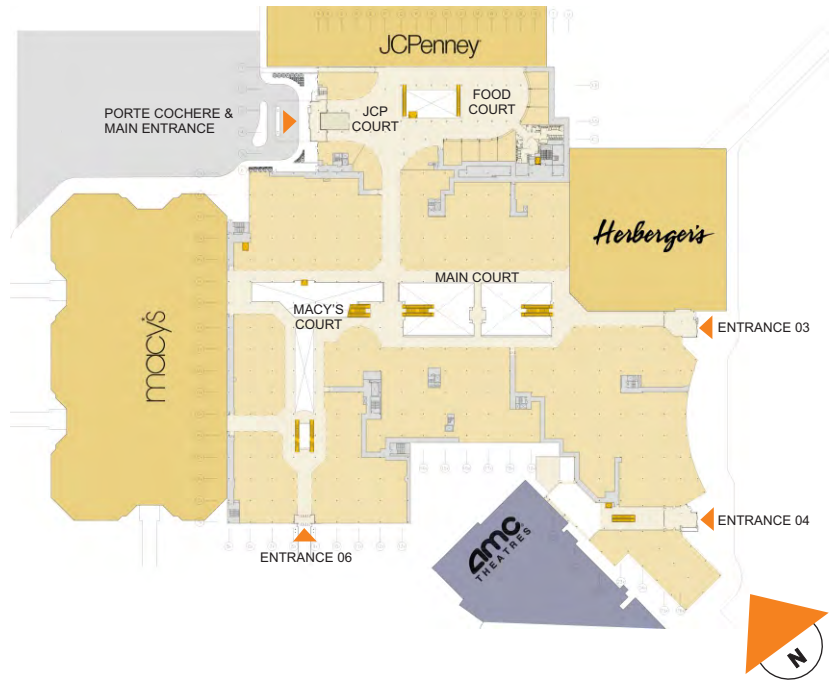 JCPenney
PORTE COCHERE &
MAIN ENTRANCE
JCP
COURT
FOOD
COURT
Herberger's
MAIN COURT
MACY'S
COURT
macy's
ENTRANCE 03
amc
THEATRES
ENTRANCE 04
ENTRANCE 06
N